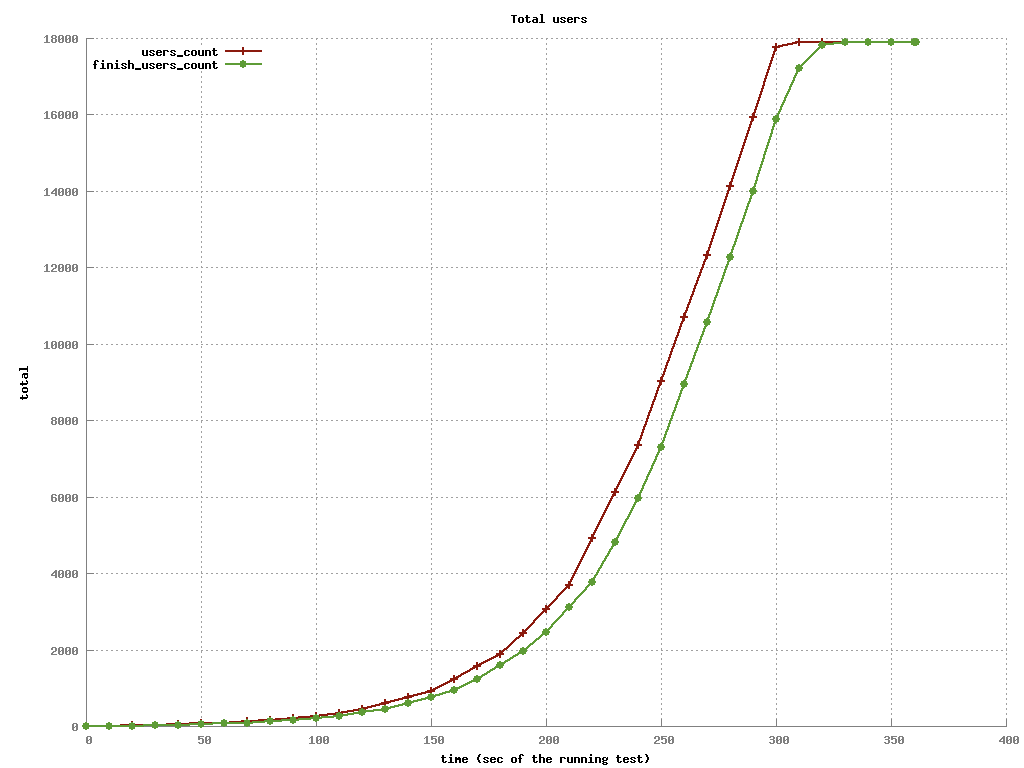 Total users
users_count
finish_users_count
18000
16000
14000
12000
10000
8000
6000
4000
2000
0
total
0 50 100 150 200 250 300 350 400
time (sec of the running test)